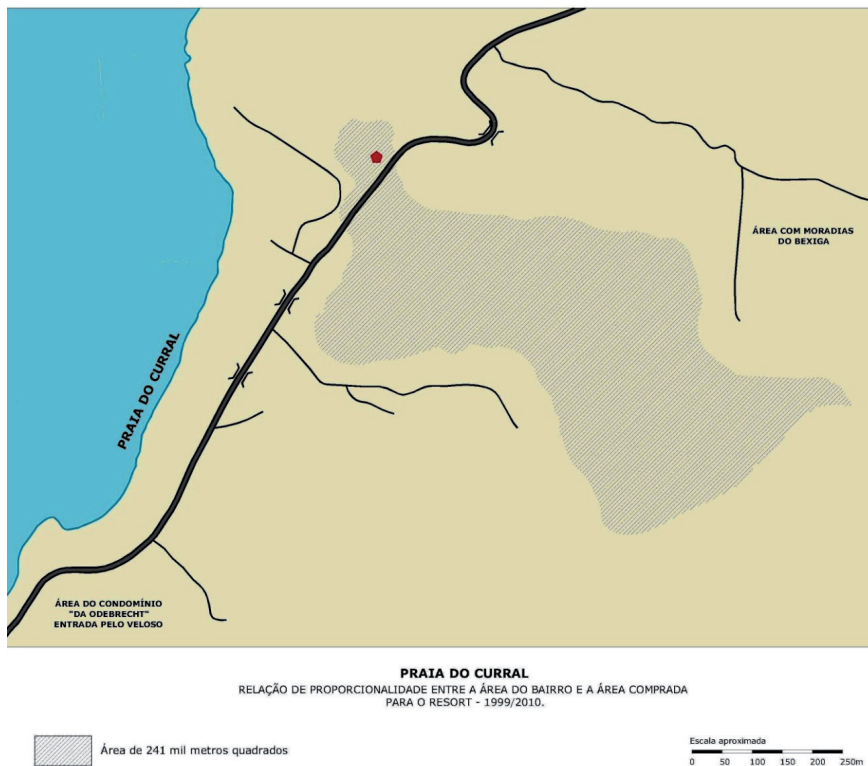 ÁREA COM MORADIAS
DO BEXIGA
PRAIA DO CURRAL
ÁREA DO CONDOMÍNIO
"DA ODEBRECHT"
ENTRADA PELO VELOSO
PRAIA DO CURRAL
RELAÇÃO DE PROPORCIONALIDADE ENTRE A ÁREA DO BAIRRO E A ÁREA COMPRADA
PARA O RESORT - 1999/2010.
Área de 241 mil metros quadrados
Escala aproximada
0 50 100 150 200 250m